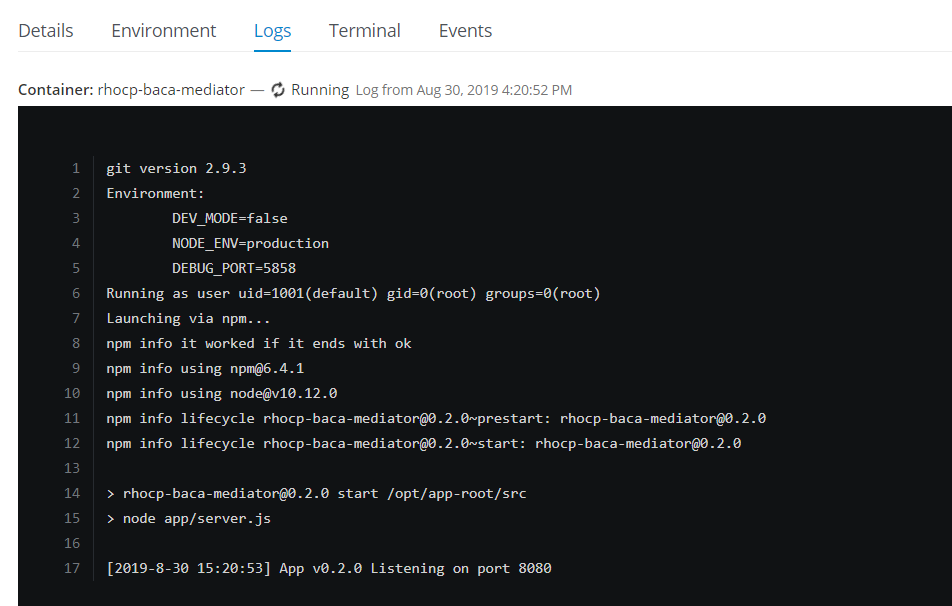 Details Environment Logs Terminal Events
Container: rhocp-baca-mediator — Running Log from Aug 30, 2019 4:20:52 PM
1 git version 2.9.3
2 Environment:
3 DEV_MODE=false
4 NODE_ENV=production
5 DEBUG_PORT=5858
6 Running as user uid=1001(default) gid=0(root) groups=0(root)
7 Launching via npm...
8 npm info it worked if it ends with ok
9 npm info using npm@6.4.1
10 npm info using node@v10.12.0
11 npm info lifecycle rhocp-baca-mediator@0.2.0~prestart: rhocp-baca-mediator@0.2.0
12 npm info lifecycle rhocp-baca-mediator@0.2.0~start: rhocp-baca-mediator@0.2.0
13
14 > rhocp-baca-mediator@0.2.0 start /opt/app-root/src
15 > node app/server.js
16
17 [2019-8-30 15:20:53] App v0.2.0 Listening on port 8080